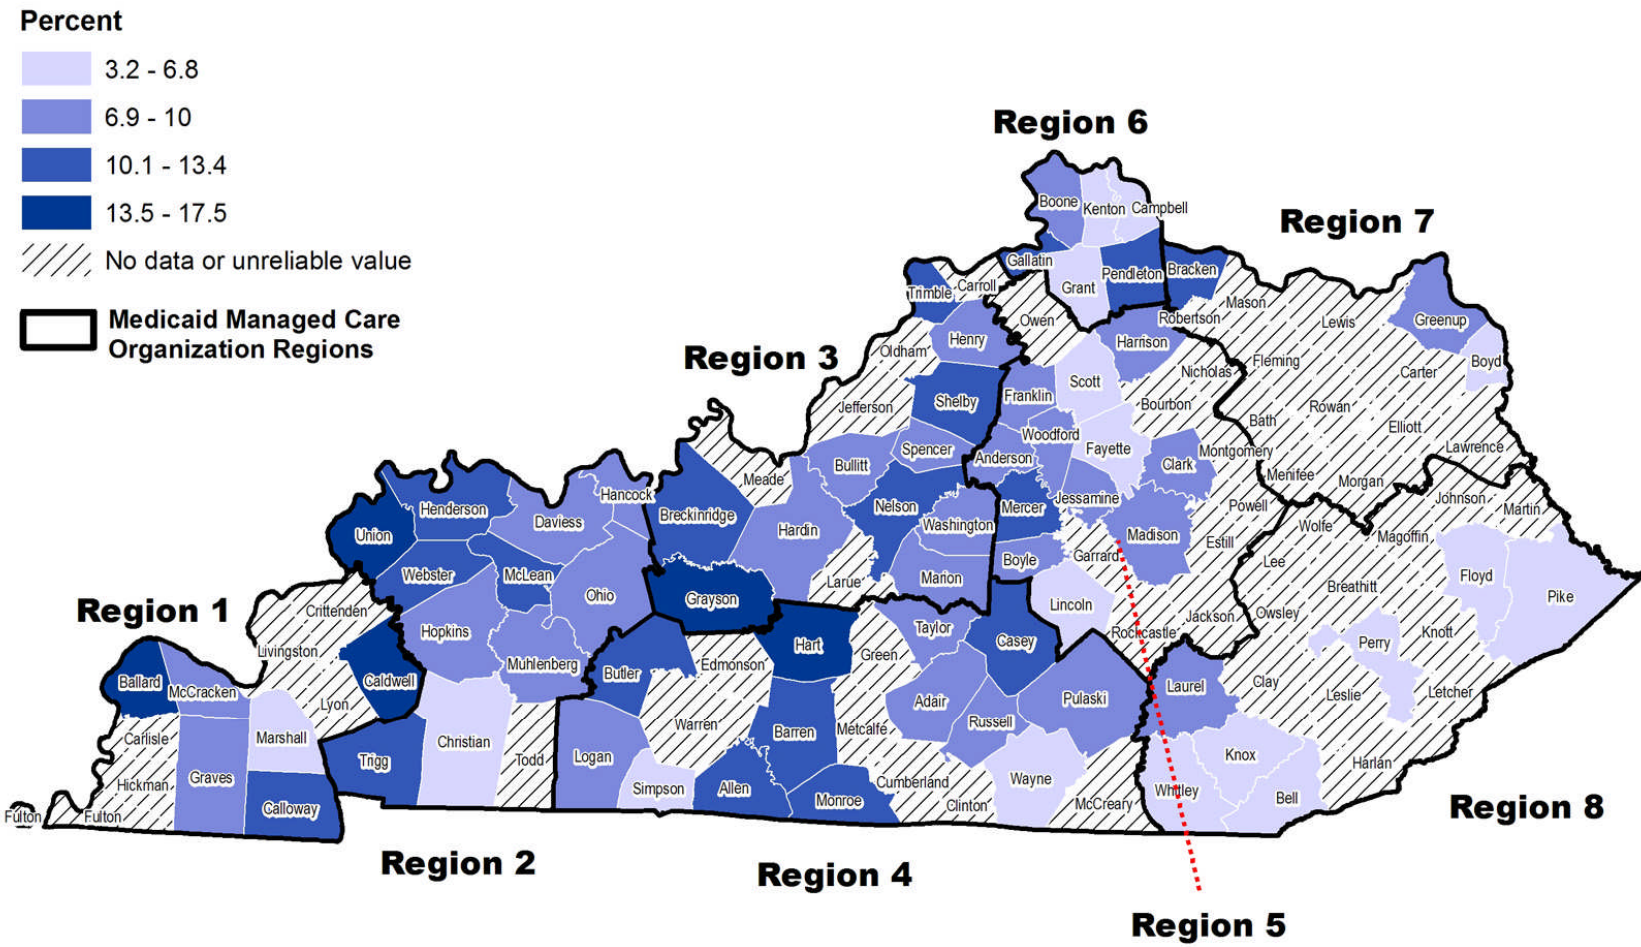 Percent
3.2 - 6.8
6.9 - 10
10.1 - 13.4
13.5 - 17.5
No data or unreliable value
Medicaid Managed Care
Organization Regions
Region 6
Region 7
Region 3
Region 1
Region 2
Region 4
Region 5
Region 8
Boone
Kenton
Campbell
Gallatin
Grant
Pendleton
Bracken
Mason
Robertson
Lewis
Greenup
Boyd
Carter
Fleming
Nicholas
Rowan
Bath
Elliott
Lawrence
Montgomery
Menifee
Morgan
Trimble
Carroll
Owen
Henry
Oldham
Harrison
Scott
Franklin
Shelby
Jefferson
Bourbon
Woodford
Fayette
Anderson
Clark
Spencer
Bullitt
Meade
Hancock
Breckinridge
Hardin
Nelson
Washington
Mercer
Jessamine
Madison
Powell
Estill
Johnson
Martin
Wolfe
Magoffin
Lee
Floyd
Pike
Breathitt
Owsley
Knott
Perry
Letcher
Leslie
Clay
Harlan
Henderson
Daviess
Union
Webster
McLean
Ohio
Hopkins
Muhlenberg
Grayson
Larue
Marion
Boyle
Garrard
Lincoln
Rockcastle
Jackson
Crittenden
Livingston
Caldwell
Lyon
Ballard
McCracken
Carlisle
Marshall
Hickman
Graves
Calloway
Fulton
Fulton
Trigg
Christian
Todd
Logan
Simpson
Butler
Edmonson
Warren
Hart
Green
Taylor
Casey
Adair
Russell
Pulaski
Laurel
Knox
Whitley
Bell
Barren
Metcalfe
Allen
Monroe
Cumberland
Clinton
Wayne
McCreary